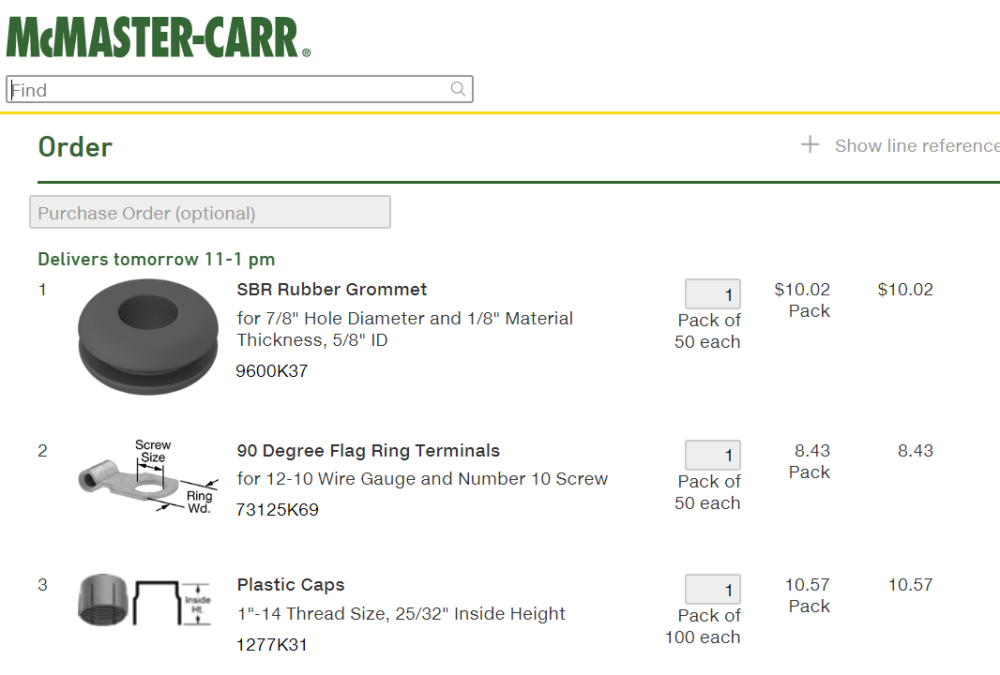 McMASTER-CARR®
Find
Order
Show line reference
Purchase Order (optional)
Delivers tomorrow 11-1 pm
1
SBR Rubber Grommet
for 7/8" Hole Diameter and 1/8" Material
Thickness, 5/8" ID
9600K37
1
Pack of
50 each
$10.02
Pack
$10.02
2
Screw
Size
Ring
Wd.
90 Degree Flag Ring Terminals
for 12-10 Wire Gauge and Number 10 Screw
73125K69
1
Pack of
50 each
8.43
Pack
8.43
3
Inside
Ht.
Plastic Caps
1"-14 Thread Size, 25/32" Inside Height
1277K31
1
Pack of
100 each
10.57
Pack
10.57